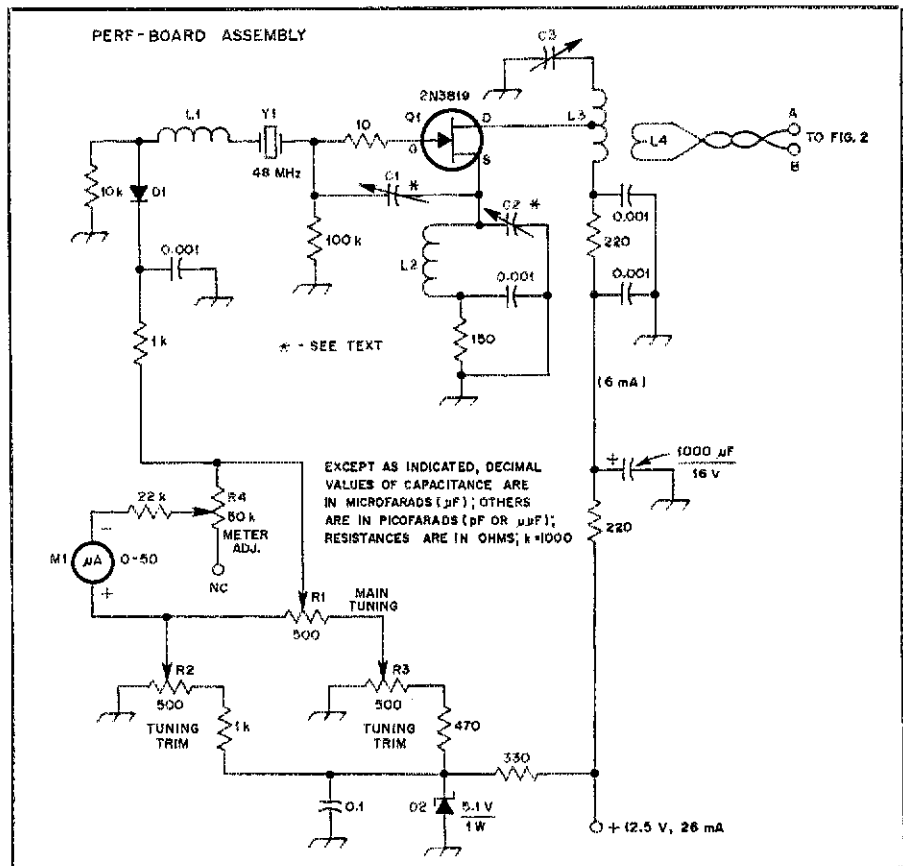 PERF-BOARD ASSEMBLY
C3
2N3819
L1
Y1
10
Q1
D
G
S
L3
A
L4
TO FIG. 2
B
48 MHz
10k
D1
C1 *
C2 *
0.001
220
100k
L2
0.001
0.001
0.001
1k
* - SEE TEXT
150
(6 mA)
EXCEPT AS INDICATED, DECIMAL
VALUES OF CAPACITANCE ARE
IN MICROFARADS (µF); OTHERS
ARE IN PICOFARADS (pF OR µµF);
RESISTANCES ARE IN OHMS; k=1000
+
1000 µF
16 V
22k
R4
50k
METER
ADJ.
220
-
M1
µA
0-50
+
NC
R1
MAIN
TUNING
500
R2
500
TUNING
TRIM
1k
R3
500
TUNING
TRIM
470
330
0.1
D2
5.1 V
1W
+12.5 V, 26 mA